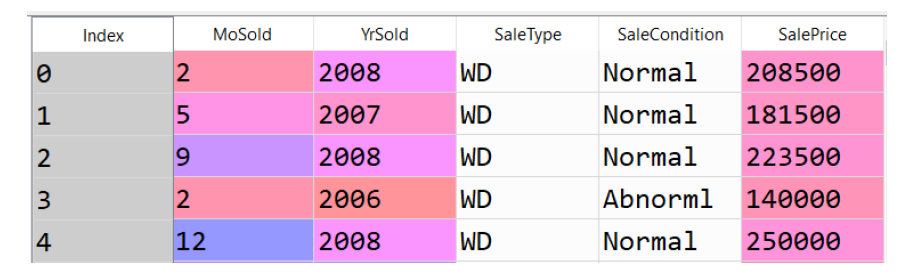 Index MoSold YrSold SaleType SaleCondition SalePrice
0 2 2008 WD Normal 208500
1 5 2007 WD Normal 181500
2 9 2008 WD Normal 223500
3 2 2006 WD Abnorml 140000
4 12 2008 WD Normal 250000